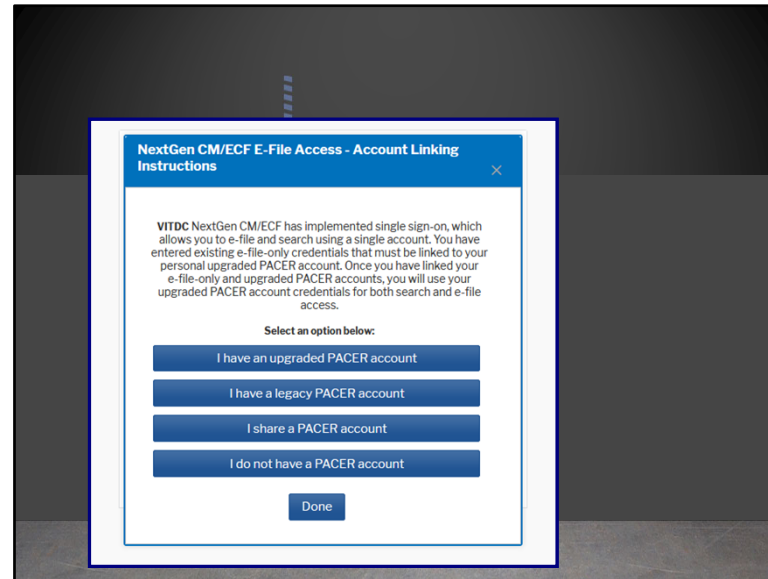 NextGen CM/ECF E-File Access - Account Linking
Instructions
×
VITDC NextGen CM/ECF has implemented single sign-on, which
allows you to e-file and search using a single account. You have
entered existing e-file-only credentials that must be linked to your
personal upgraded PACER account. Once you have linked your
e-file-only and upgraded PACER accounts, you will use your
upgraded PACER account credentials for both search and e-file
access.
Select an option below:
I have an upgraded PACER account
I have a legacy PACER account
I share a PACER account
I do not have a PACER account
Done